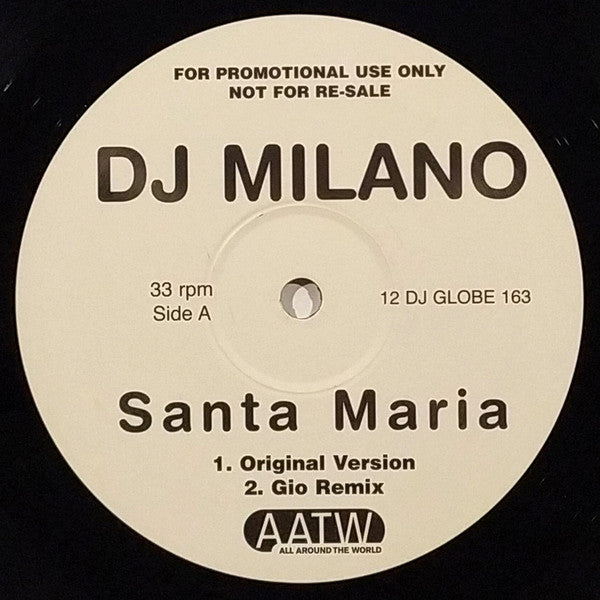 FOR PROMOTIONAL USE ONLY
NOT FOR RE-SALE
DJ MILANO
33 rpm
Side A
12 DJ GLOBE 163
Santa Maria
1. Original Version
2. Gio Remix
AATW
ALL AROUND THE WORLD